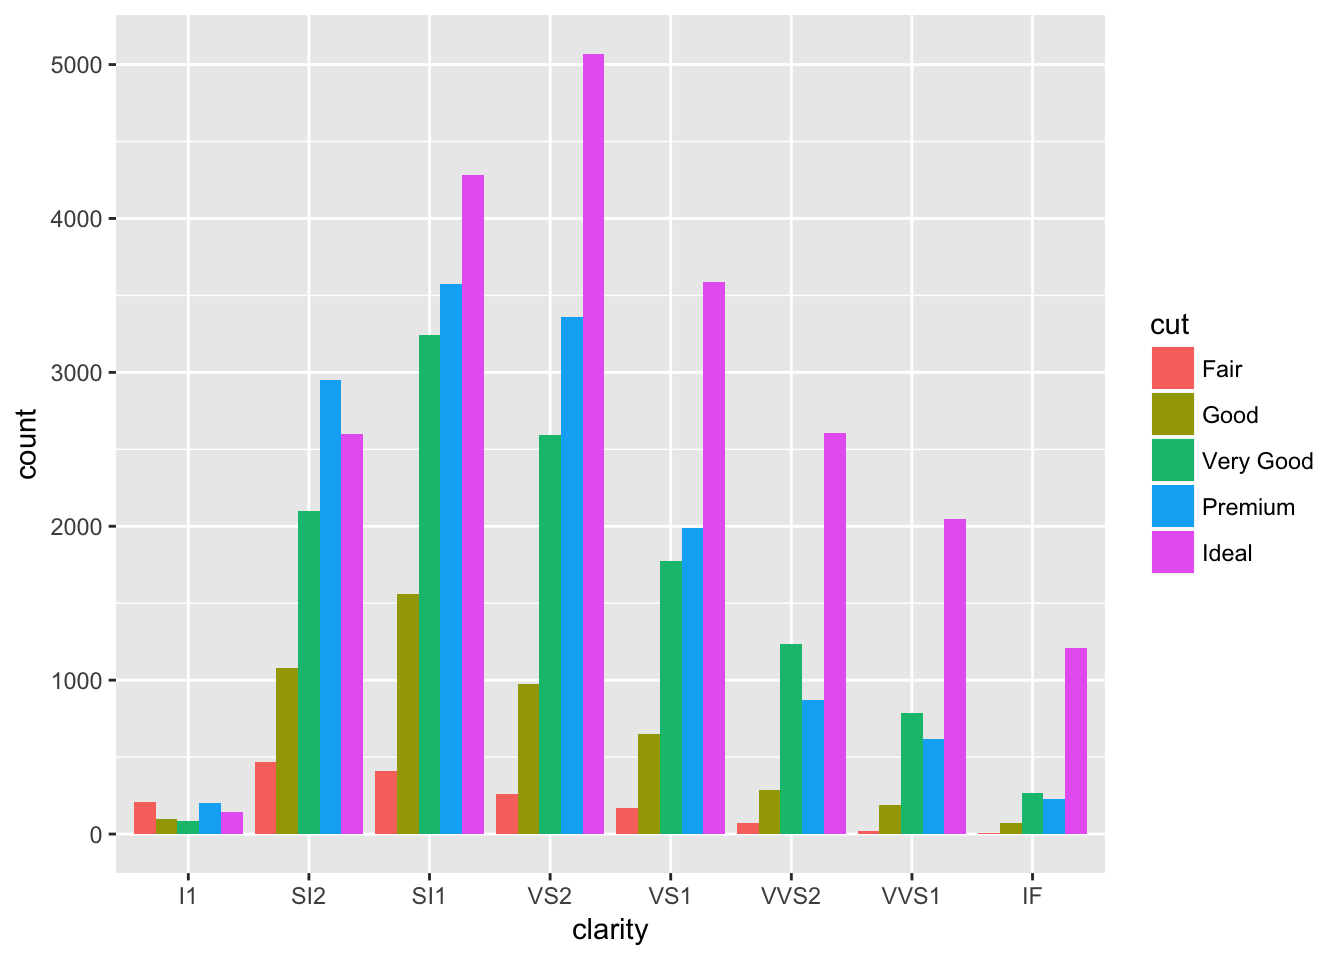 5000
4000
3000
2000
1000
0
count
I1 SI2 SI1 VS2 VS1 VVS2 VVS1 IF
clarity
cut
Fair
Good
Very Good
Premium
Ideal